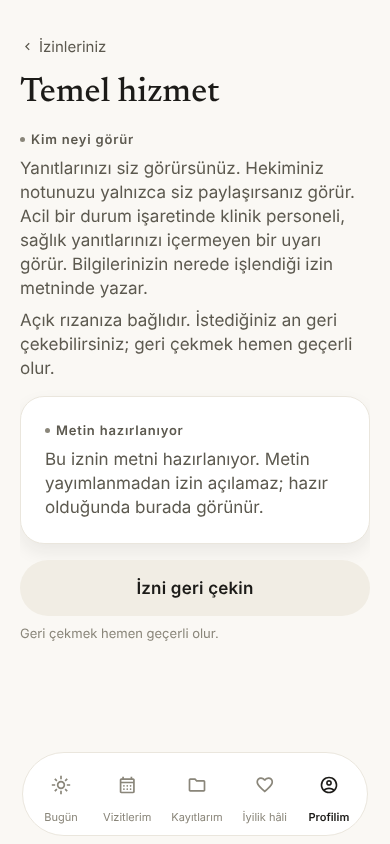 İzinleriniz
Temel hizmet
Kim neyi görür
Yanıtlarınızı siz görürsünüz. Hekiminiz
notunuzu yalnızca siz paylaşırsanız görür.
Acil bir durum işaretinde klinik personeli,
sağlık yanıtlarınızı içermeyen bir uyarı
görür. Bilgilerinizin nerede işlendiği izin
metninde yazar.
Açık rızanıza bağlıdır. İstediğiniz an geri
çekebilirsiniz; geri çekmek hemen geçerli
olur.
Metin hazırlanıyor
Bu iznin metni hazırlanıyor. Metin
yayımlanmadan izin açılamaz; hazır
olduğunda burada görünür.
İzni geri çekin
Geri çekmek hemen geçerli olur.
Bugün
Vizitlerim
Kayıtlarım
İyilik hâli
Profilim